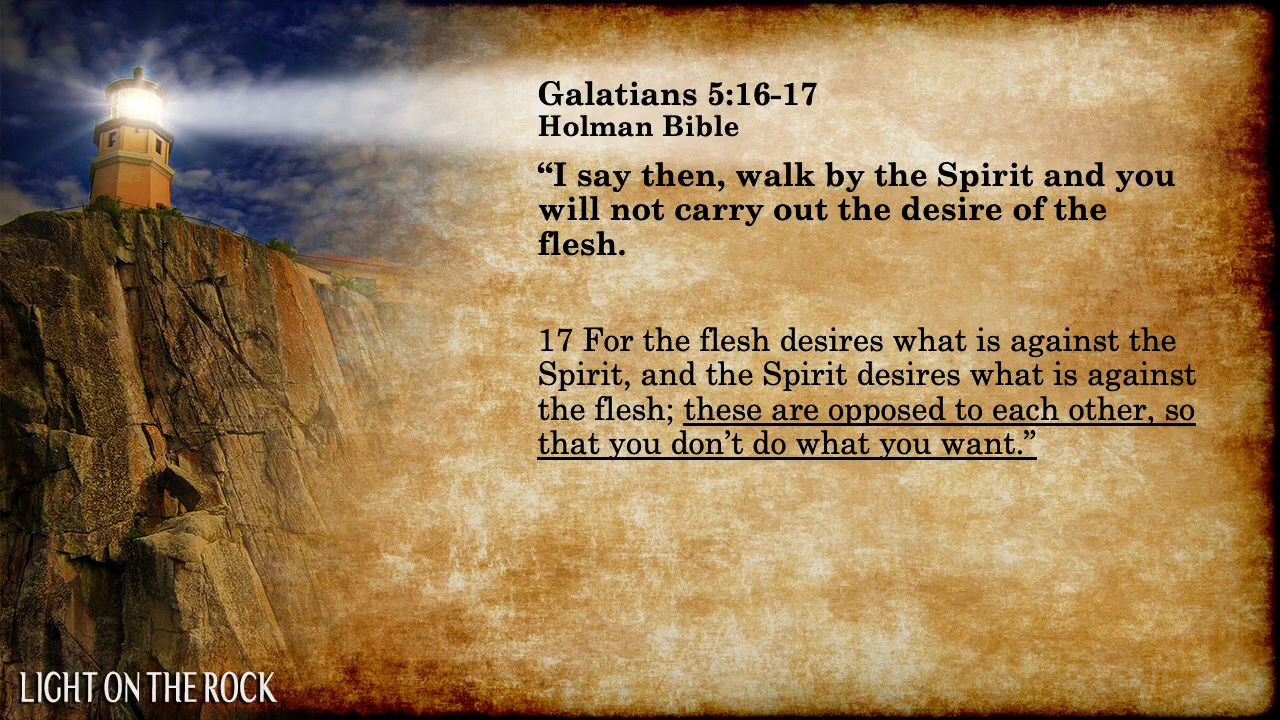 Galatians 5:16-17
Holman Bible
“I say then, walk by the Spirit and you
will not carry out the desire of the
flesh.
17 For the flesh desires what is against the
Spirit, and the Spirit desires what is against
the flesh; these are opposed to each other, so
that you don’t do what you want.”
LIGHT ON THE ROCK